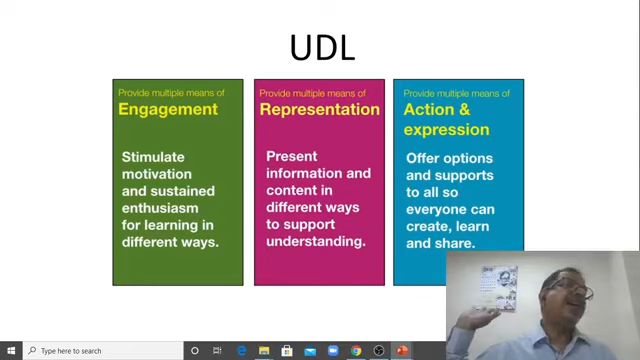 UDL
Provide multiple means of
Engagement
Stimulate
motivation
and sustained
enthusiasm
for learning in
different ways.
Provide multiple means of
Representation
Present
information and
content in
different ways
to support
understanding.
Provide multiple means of
Action &
expression
Offer options
and supports
to all so
everyone can
create, learn
and share.
Type here to search